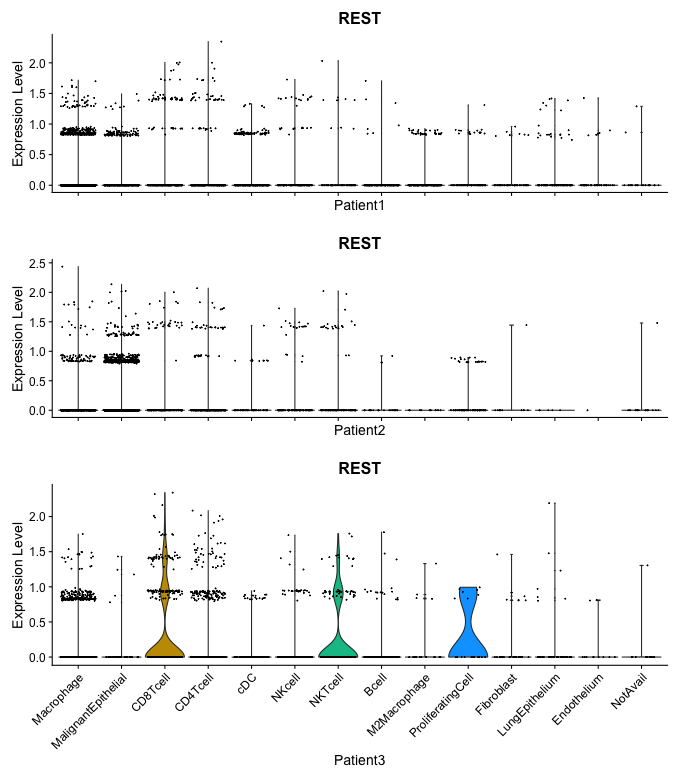 REST
Expression Level
2.0
1.5
1.0
0.5
0.0
Patient1
REST
Expression Level
2.5
2.0
1.5
1.0
0.5
0.0
Patient2
REST
Expression Level
2.0
1.5
1.0
0.5
0.0
Macrophage
MalignantEpithelial
CD8Tcell
CD4Tcell
cDC
NKcell
NKTcell
Bcell
M2Macrophage
ProliferatingCell
Fibroblast
LungEpithelium
Endothelium
NotAvail
Patient3